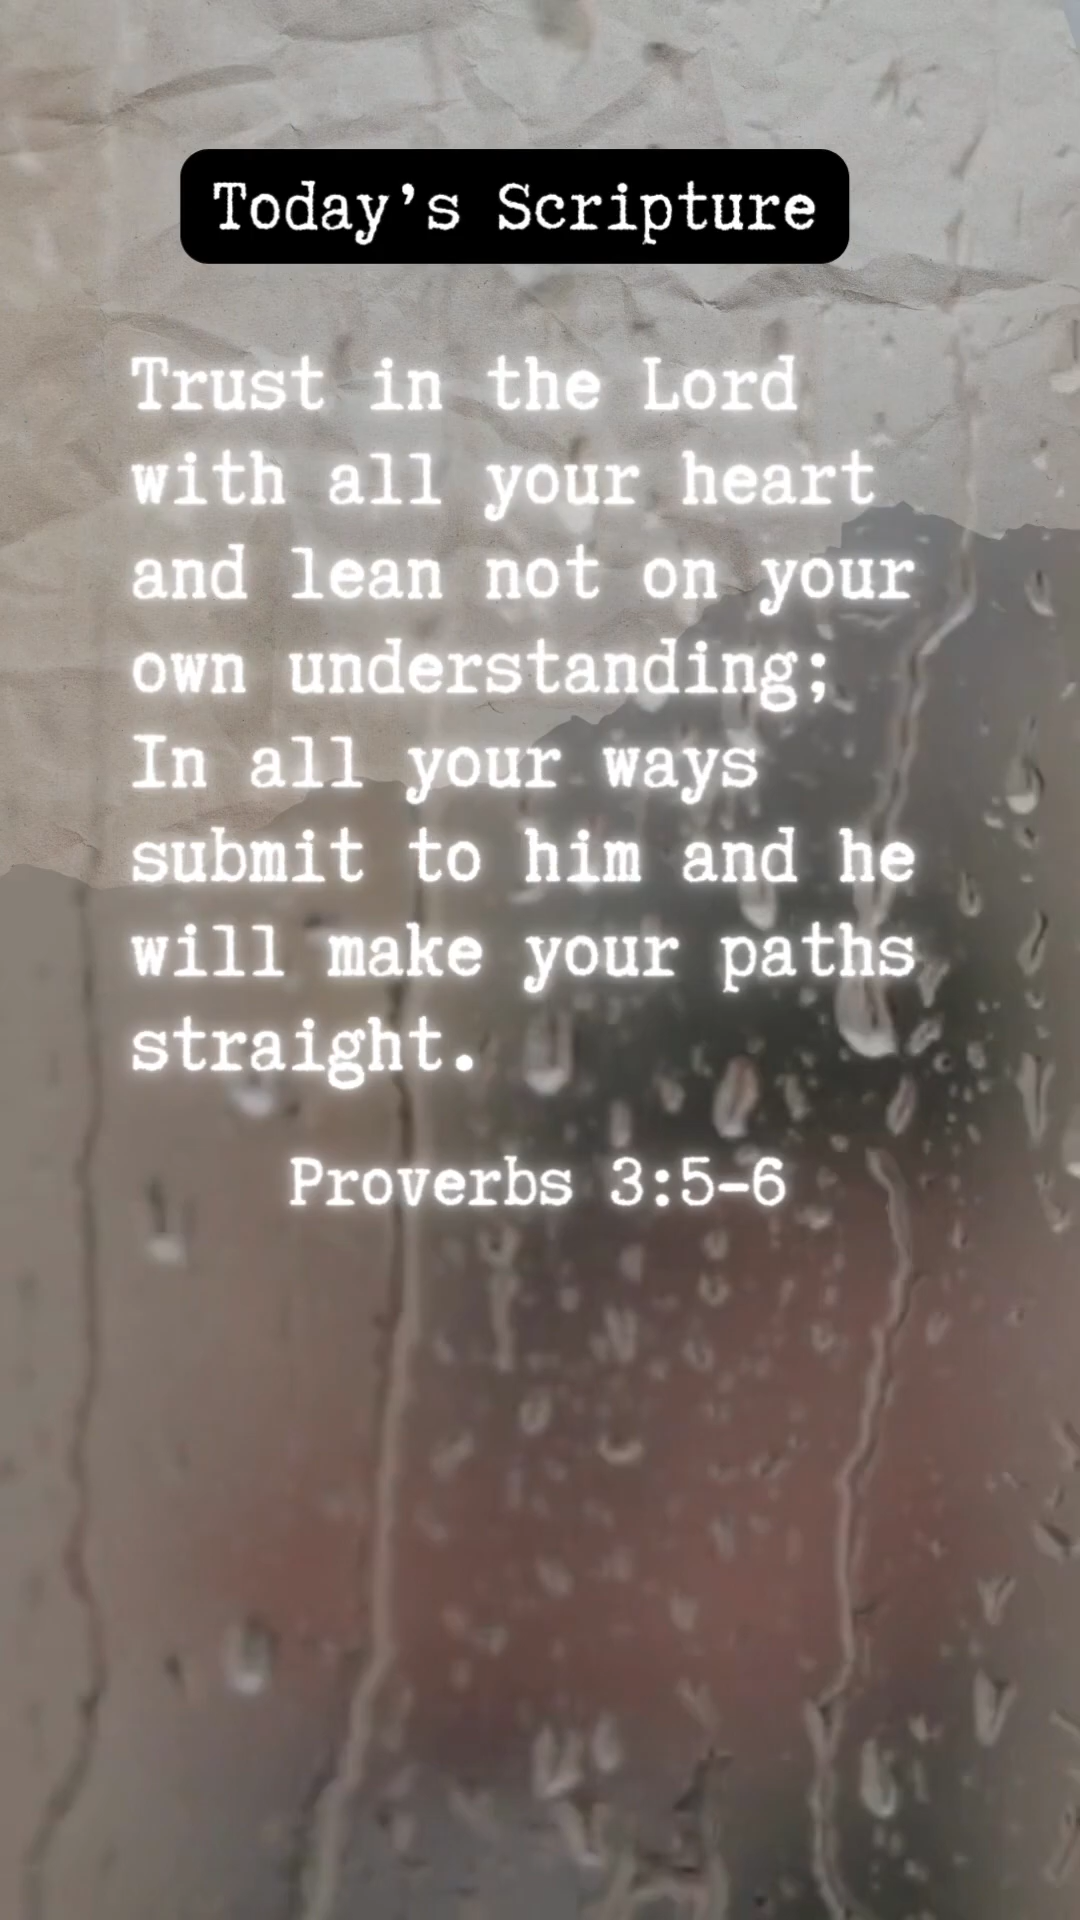 Today’s Scripture
Trust in the Lord
with all your heart
and lean not on your
own understanding;
In all your ways
submit to him and he
will make your paths
straight.
Proverbs 3:5-6